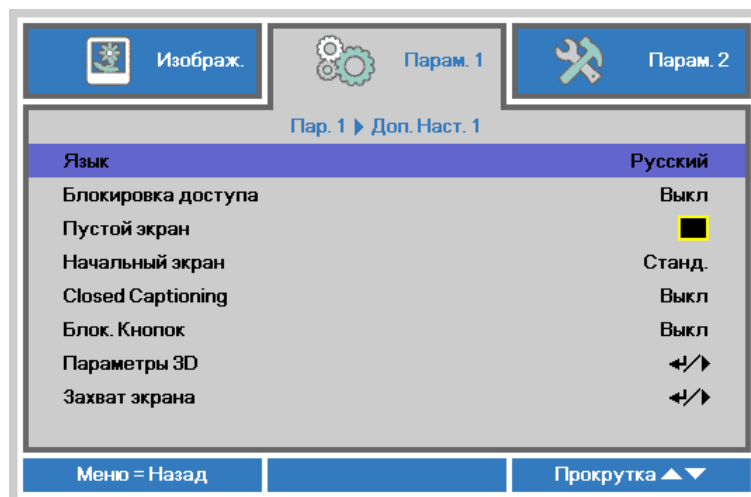 Изображ. Парам. 1 Парам. 2
Пар. 1 Доп. Наст. 1
Язык Русский
Блокировка доступа Выкл
Пустой экран
Начальный экран Станд.
Closed Captioning Выкл
Блок. Кнопок Выкл
Параметры 3D
Захват экрана
Меню = Назад Прокрутка